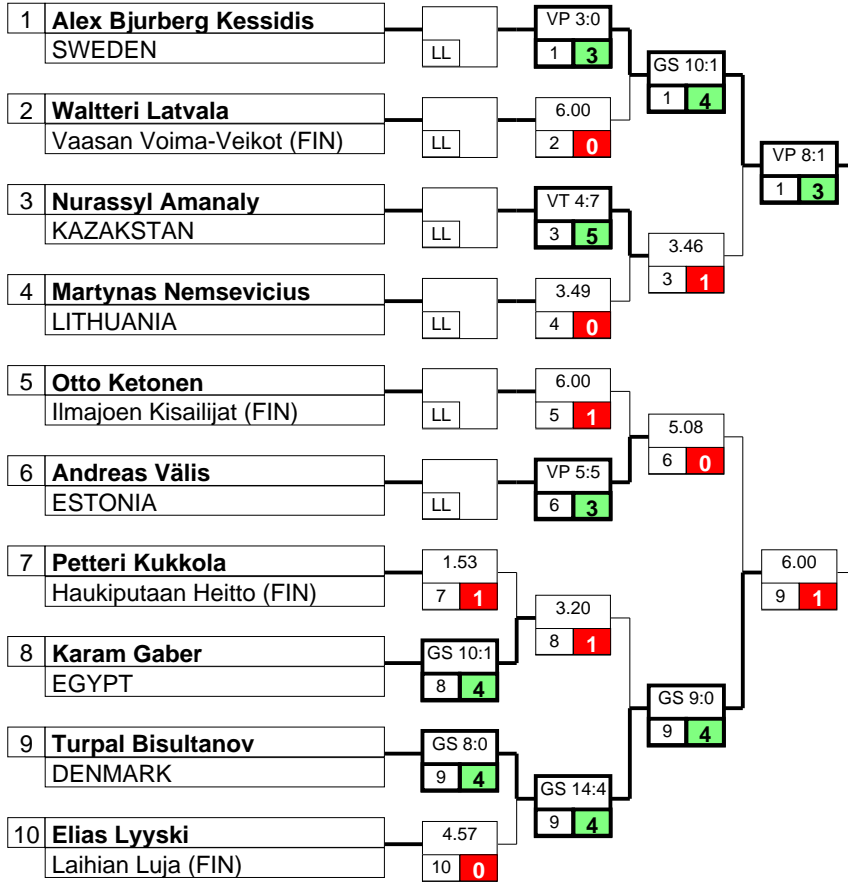 1 Alex Bjurberg Kessidis
SWEDEN
LL
VP 3:0
1 3
GS 10:1
1 4
2 Waltteri Latvala
Vaasan Voima-Veikot (FIN)
LL
6.00
2 0
VP 8:1
1 3
3 Nurassyl Amanaly
KAZAKSTAN
LL
VT 4:7
3 5
3.46
3 1
4 Martynas Nemsevicius
LITHUANIA
LL
3.49
4 0
5 Otto Ketonen
Ilmajoen Kisailijat (FIN)
LL
6.00
5 1
5.08
6 0
6 Andreas Välis
ESTONIA
LL
VP 5:5
6 3
7 Petteri Kukkola
Haukiputaan Heitto (FIN)
1.53
7 1
6.00
9 1
3.20
8 1
8 Karam Gaber
EGYPT
GS 10:1
8 4
GS 9:0
9 4
9 Turpal Bisultanov
DENMARK
GS 8:0
9 4
GS 14:4
9 4
10 Elias Lyyski
Laihian Luja (FIN)
4.57
10 0